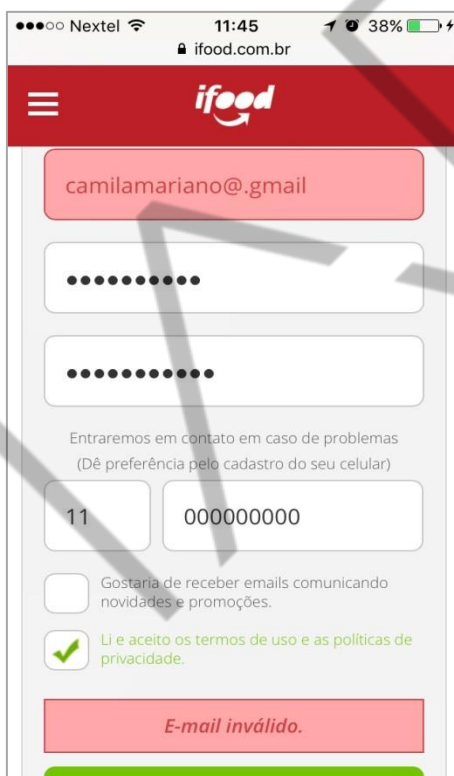 Nextel 11:45 38%
ifood.com.br
ifood
camilamariano@.gmail
●●●●●●●●●●
●●●●●●●●●●●
Entraremos em contato em caso de problemas
(Dê preferência pelo cadastro do seu celular)
11 000000000
Gostaria de receber emails comunicando
novidades e promoções.
Li e aceito os termos de uso e as políticas de
privacidade.
E-mail inválido.